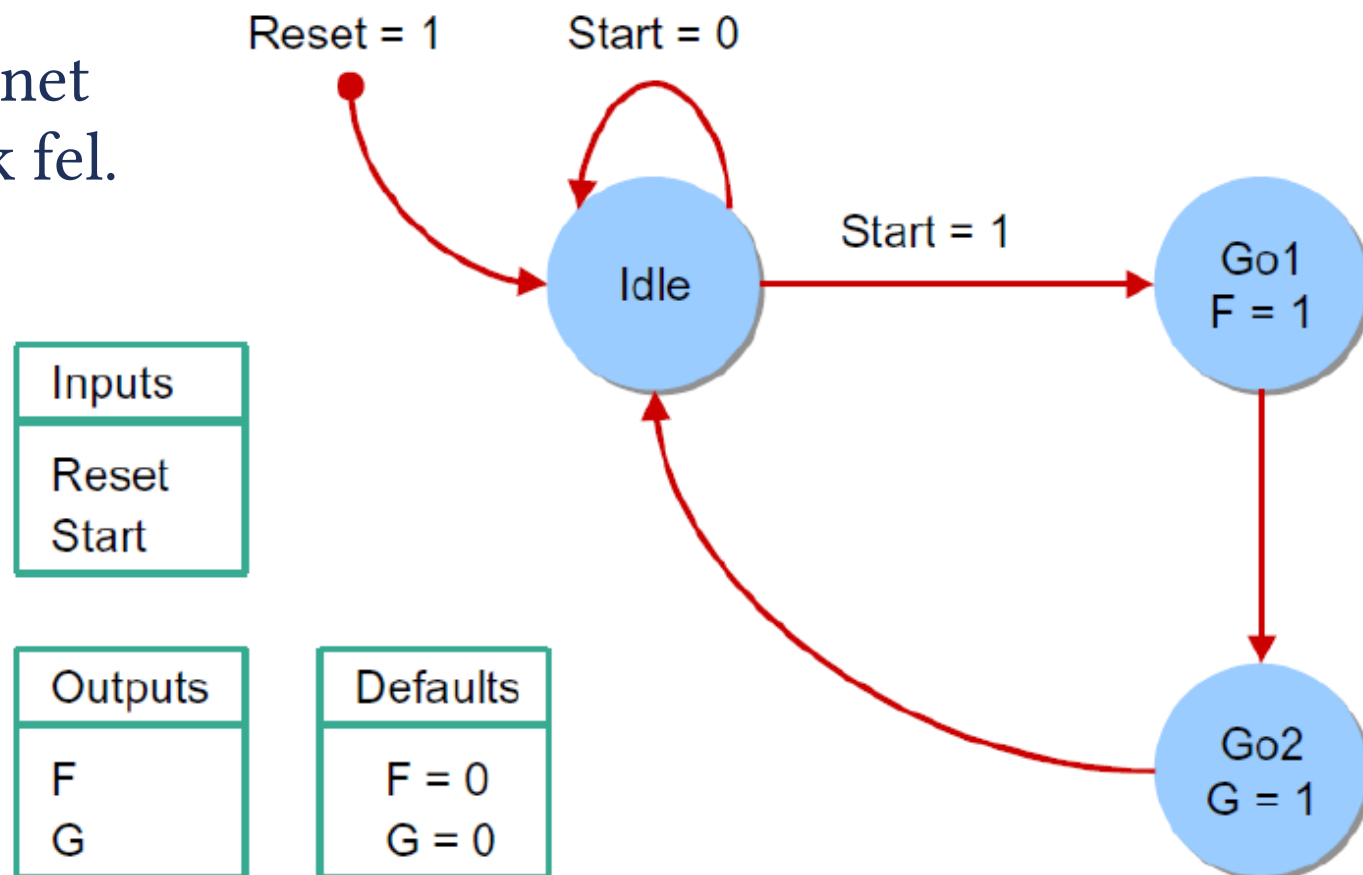 net
k fel.
Reset = 1
Start = 0
Start = 1
Idle
Go1
F = 1
Inputs
Reset
Start
Outputs
F
G
Defaults
F = 0
G = 0
Go2
G = 1